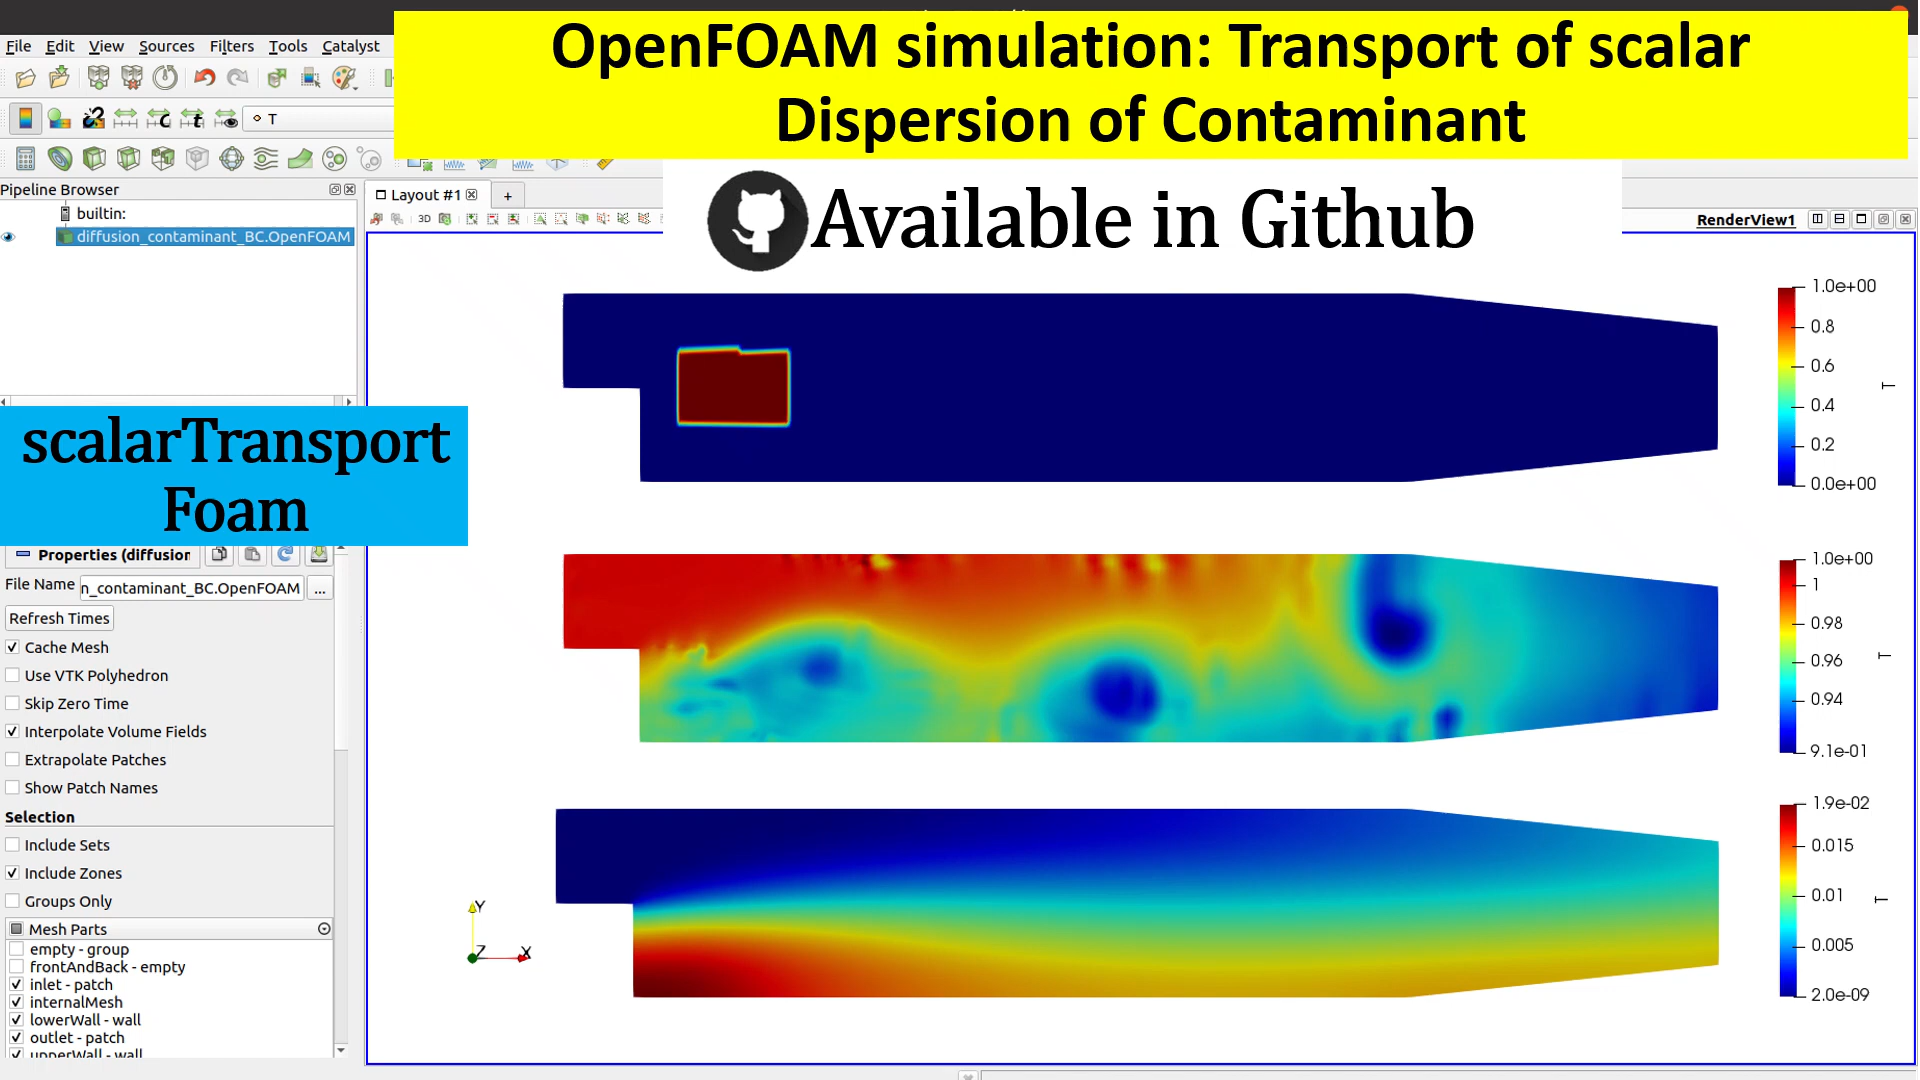 OpenFOAM simulation: Transport of scalar
Dispersion of Contaminant
File Edit View Sources Filters Tools Catalyst
T
Available in Github
Pipeline Browser
builtin:
diffusion_contaminant_BC.OpenFOAM
Layout #1
+
3D
RenderView1
scalarTransport
Foam
Properties (diffusion
File Name
n_contaminant_BC.OpenFOAM
...
Refresh Times
Cache Mesh
Use VTK Polyhedron
Skip Zero Time
Interpolate Volume Fields
Extrapolate Patches
Show Patch Names
Selection
Include Sets
Include Zones
Groups Only
Mesh Parts
empty - group
frontAndBack - empty
inlet - patch
internalMesh
lowerWall - wall
outlet - patch
upperWall - wall
1.0e+00
0.8
0.6
T
0.4
0.2
0.0e+00
1.0e+00
1
0.98
0.96
T
0.94
9.1e-01
1.9e-02
0.015
0.01
T
0.005
2.0e-09
Y
Z
X